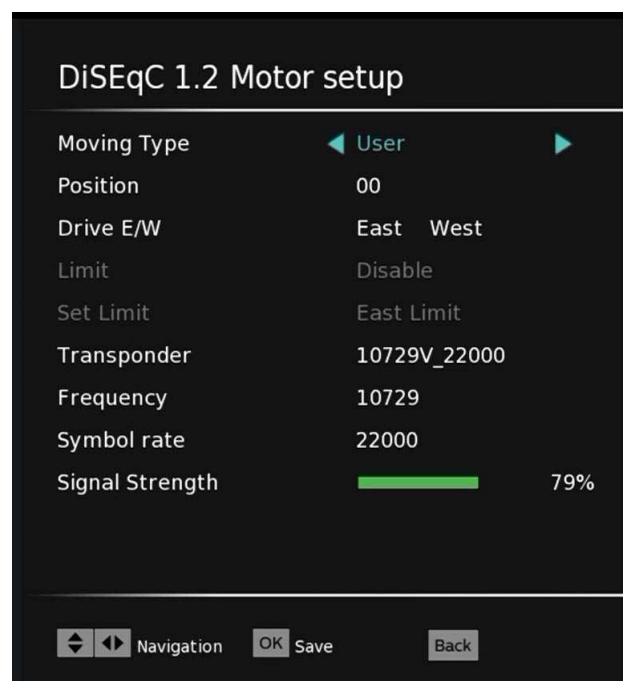 DiSEqC 1.2 Motor setup
Moving Type User
Position 00
Drive E/W East West
Limit Disable
Set Limit East Limit
Transponder 10729V_22000
Frequency 10729
Symbol rate 22000
Signal Strength 79%
Navigation OK Save Back